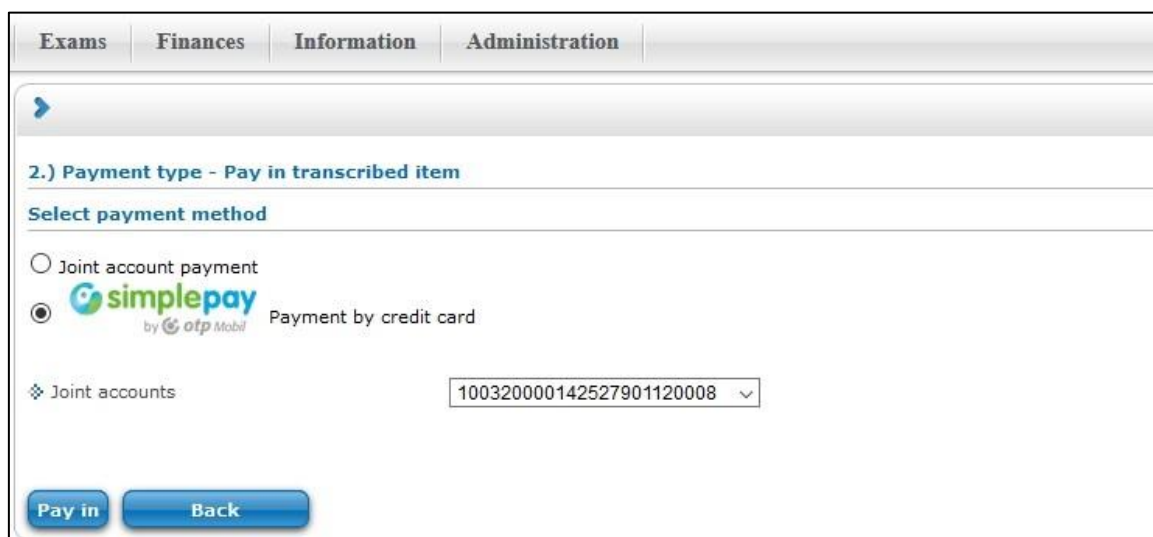 Exams Finances Information Administration
2.) Payment type - Pay in transcribed item
Select payment method
Joint account payment
simplepay
by otp Mobil
Payment by credit card
Joint accounts 100320000142527901120008
Pay in Back